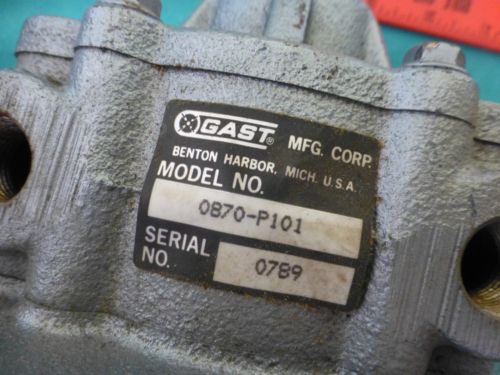 GAST® MFG. CORP.
BENTON HARBOR, MICH. U.S.A.
MODEL NO.
0870-P101
SERIAL NO.
0789